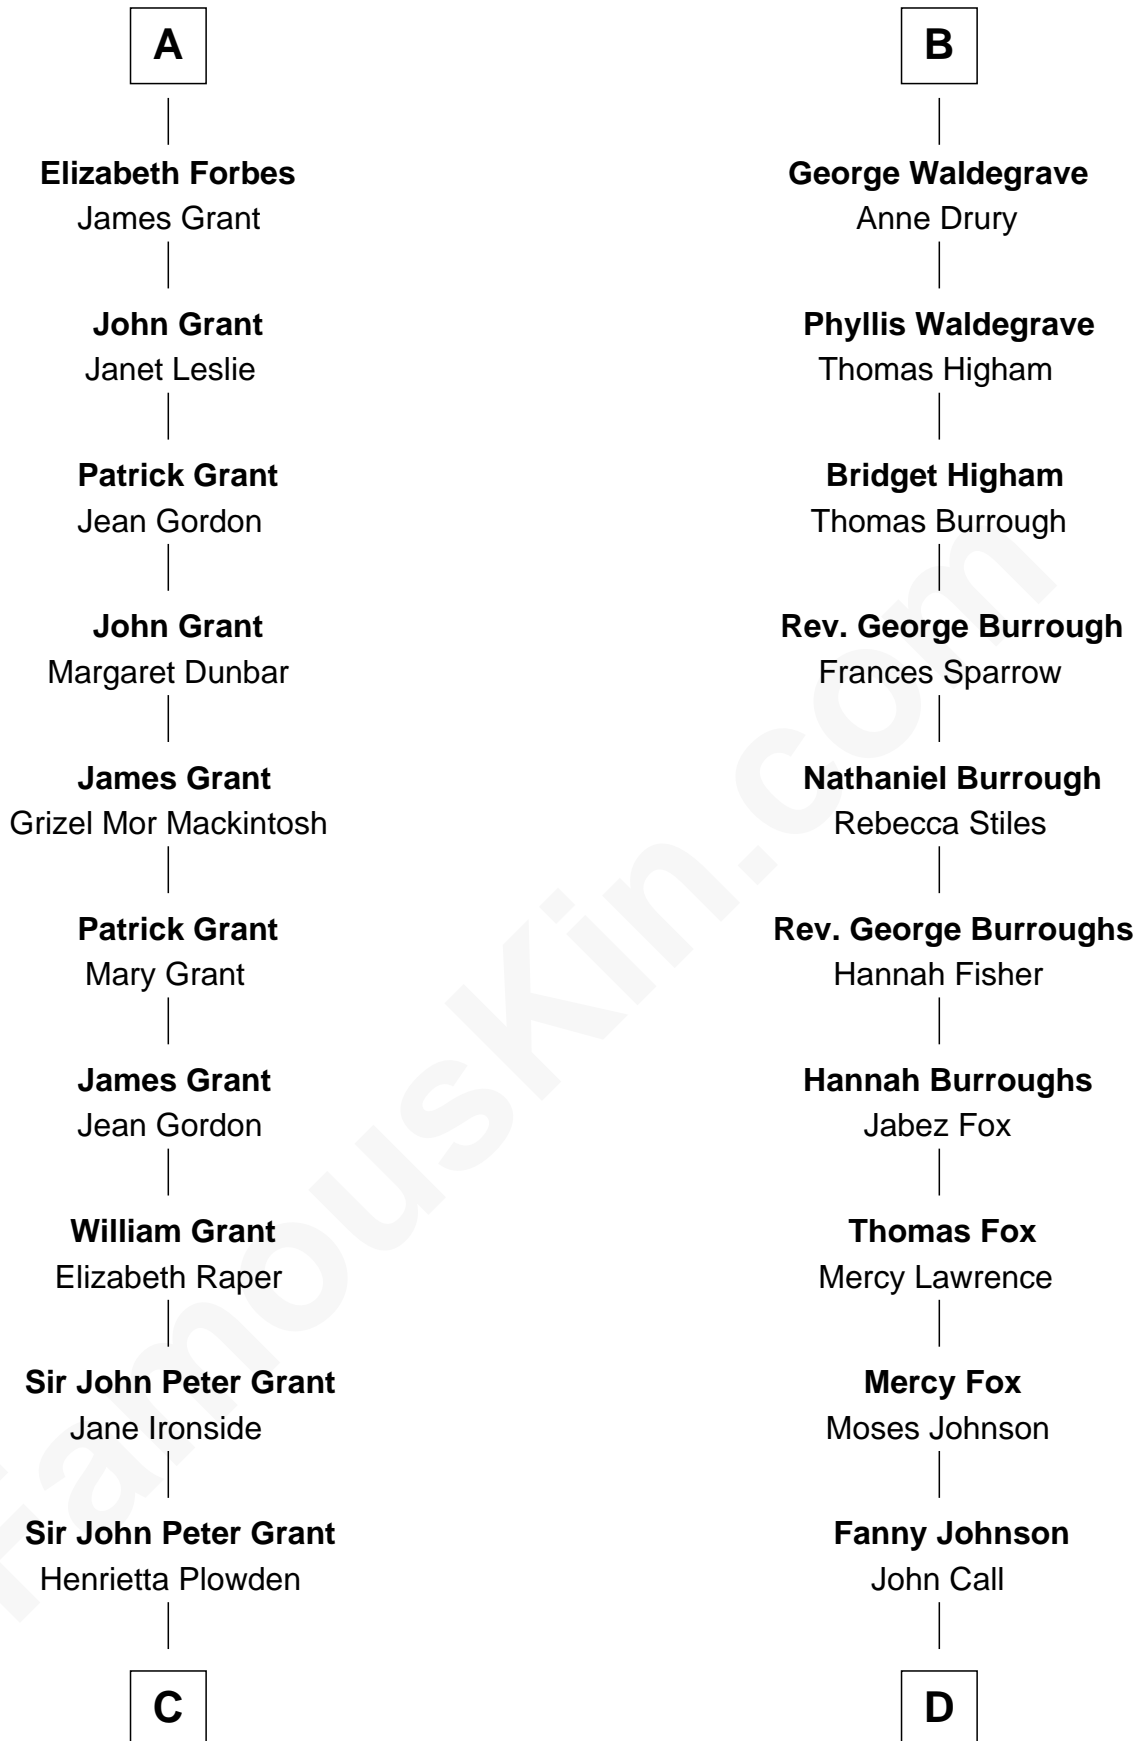 A
Elizabeth Forbes
James Grant
John Grant
Janet Leslie
Patrick Grant
Jean Gordon
John Grant
Margaret Dunbar
James Grant
Grizel Mor Mackintosh
Patrick Grant
Mary Grant
James Grant
Jean Gordon
William Grant
Elizabeth Raper
Sir John Peter Grant
Jane Ironside
Sir John Peter Grant
Henrietta Plowden
C
B
George Waldegrave
Anne Drury
Phyllis Waldegrave
Thomas Higham
Bridget Higham
Thomas Burrough
Rev. George Burrough
Frances Sparrow
Nathaniel Burrough
Rebecca Stiles
Rev. George Burroughs
Hannah Fisher
Hannah Burroughs
Jabez Fox
Thomas Fox
Mercy Lawrence
Mercy Fox
Moses Johnson
Fanny Johnson
John Call
D
FamousKin.com